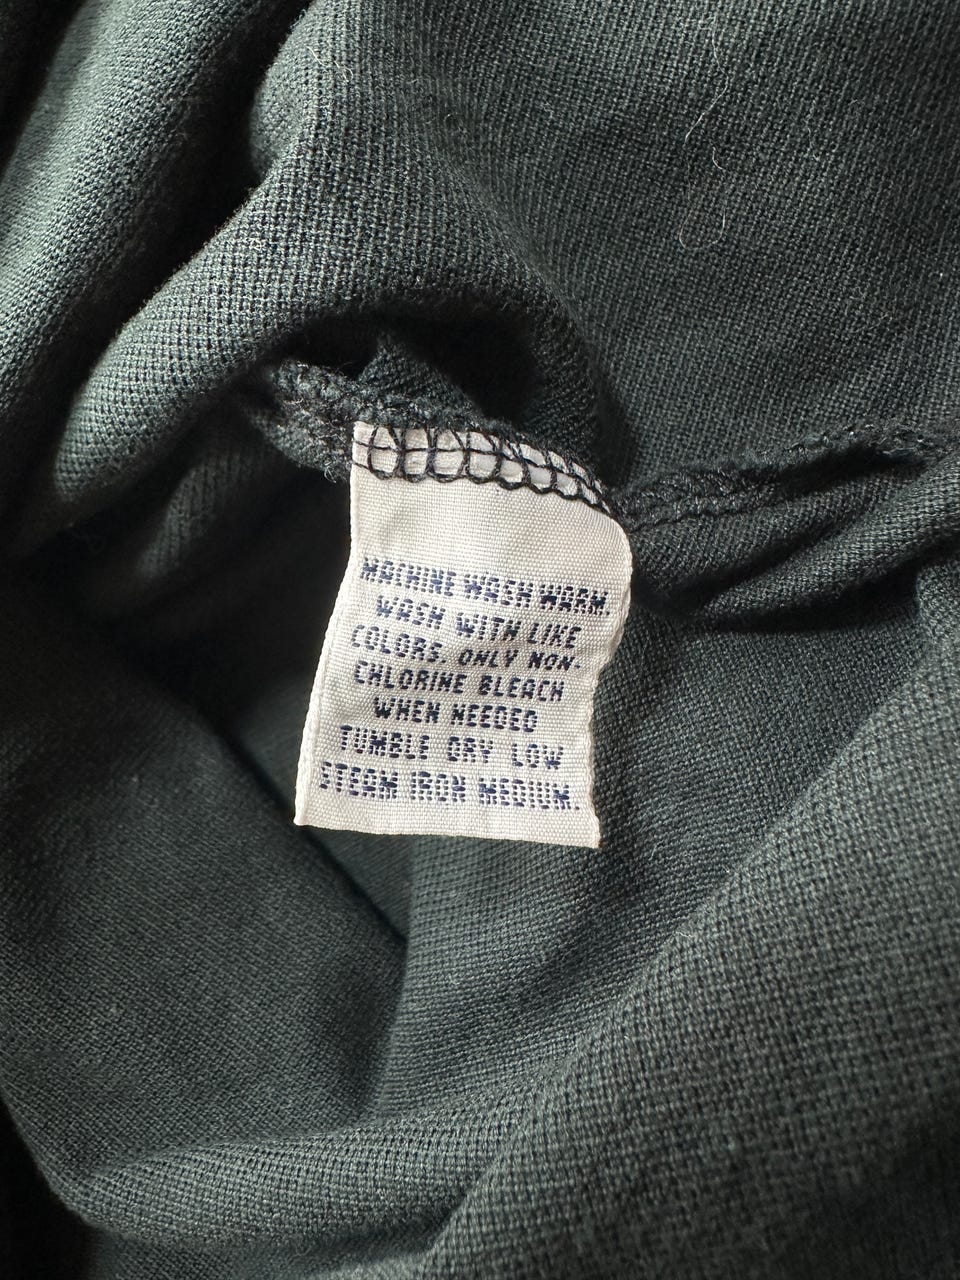 MACHINE WASH WARM,
WASH WITH LIKE
COLORS. ONLY NON-
CHLORINE BLEACH
WHEN NEEDED
TUMBLE DRY LOW
STEAM IRON MEDIUM.